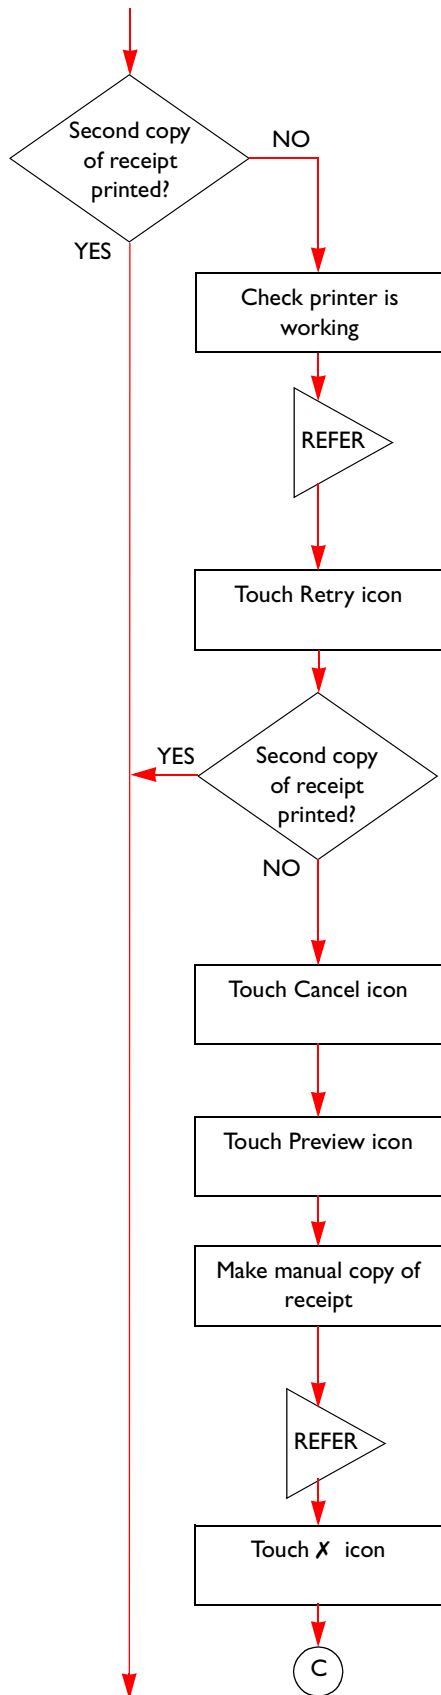 Second copy
of receipt
printed?
NO
YES
Check printer is
working
REFER
Touch Retry icon
YES
Second copy
of receipt
printed?
NO
Touch Cancel icon
Touch Preview icon
Make manual copy of
receipt
REFER
Touch ✗ icon
C